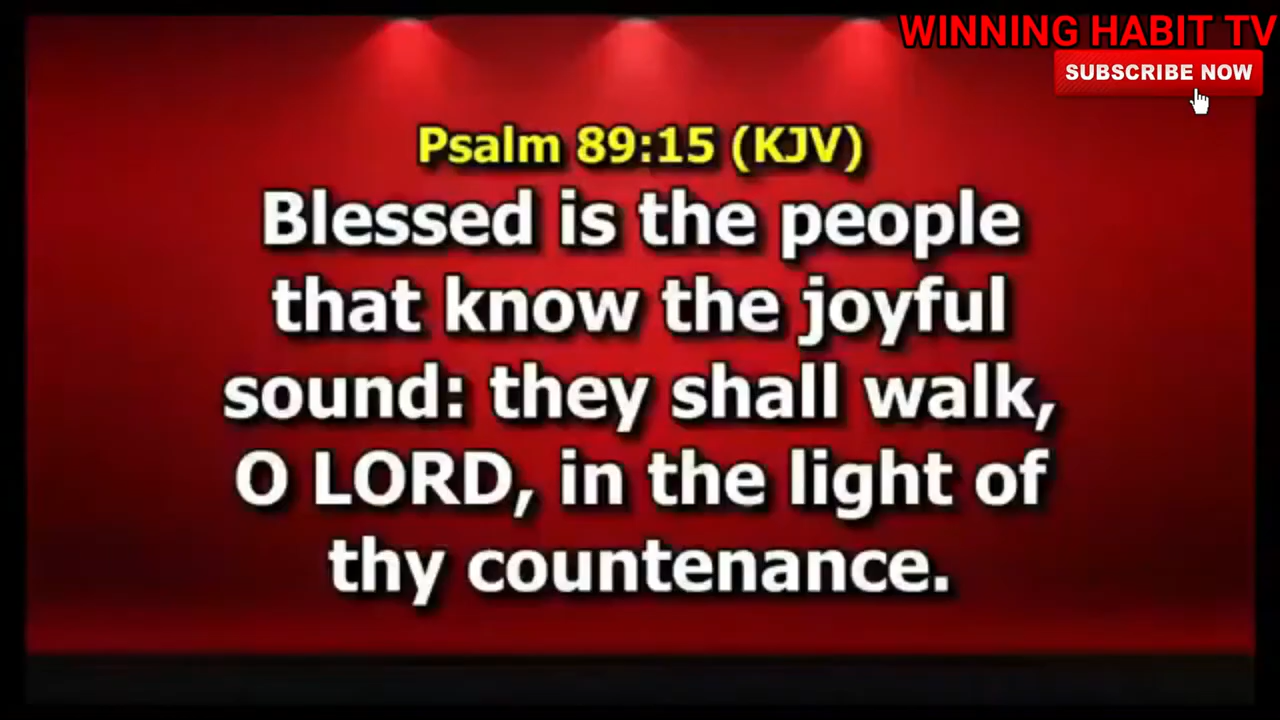 WINNING HABIT TV
SUBSCRIBE NOW
Psalm 89:15 (KJV)
Blessed is the people
that know the joyful
sound: they shall walk,
O LORD, in the light of
thy countenance.